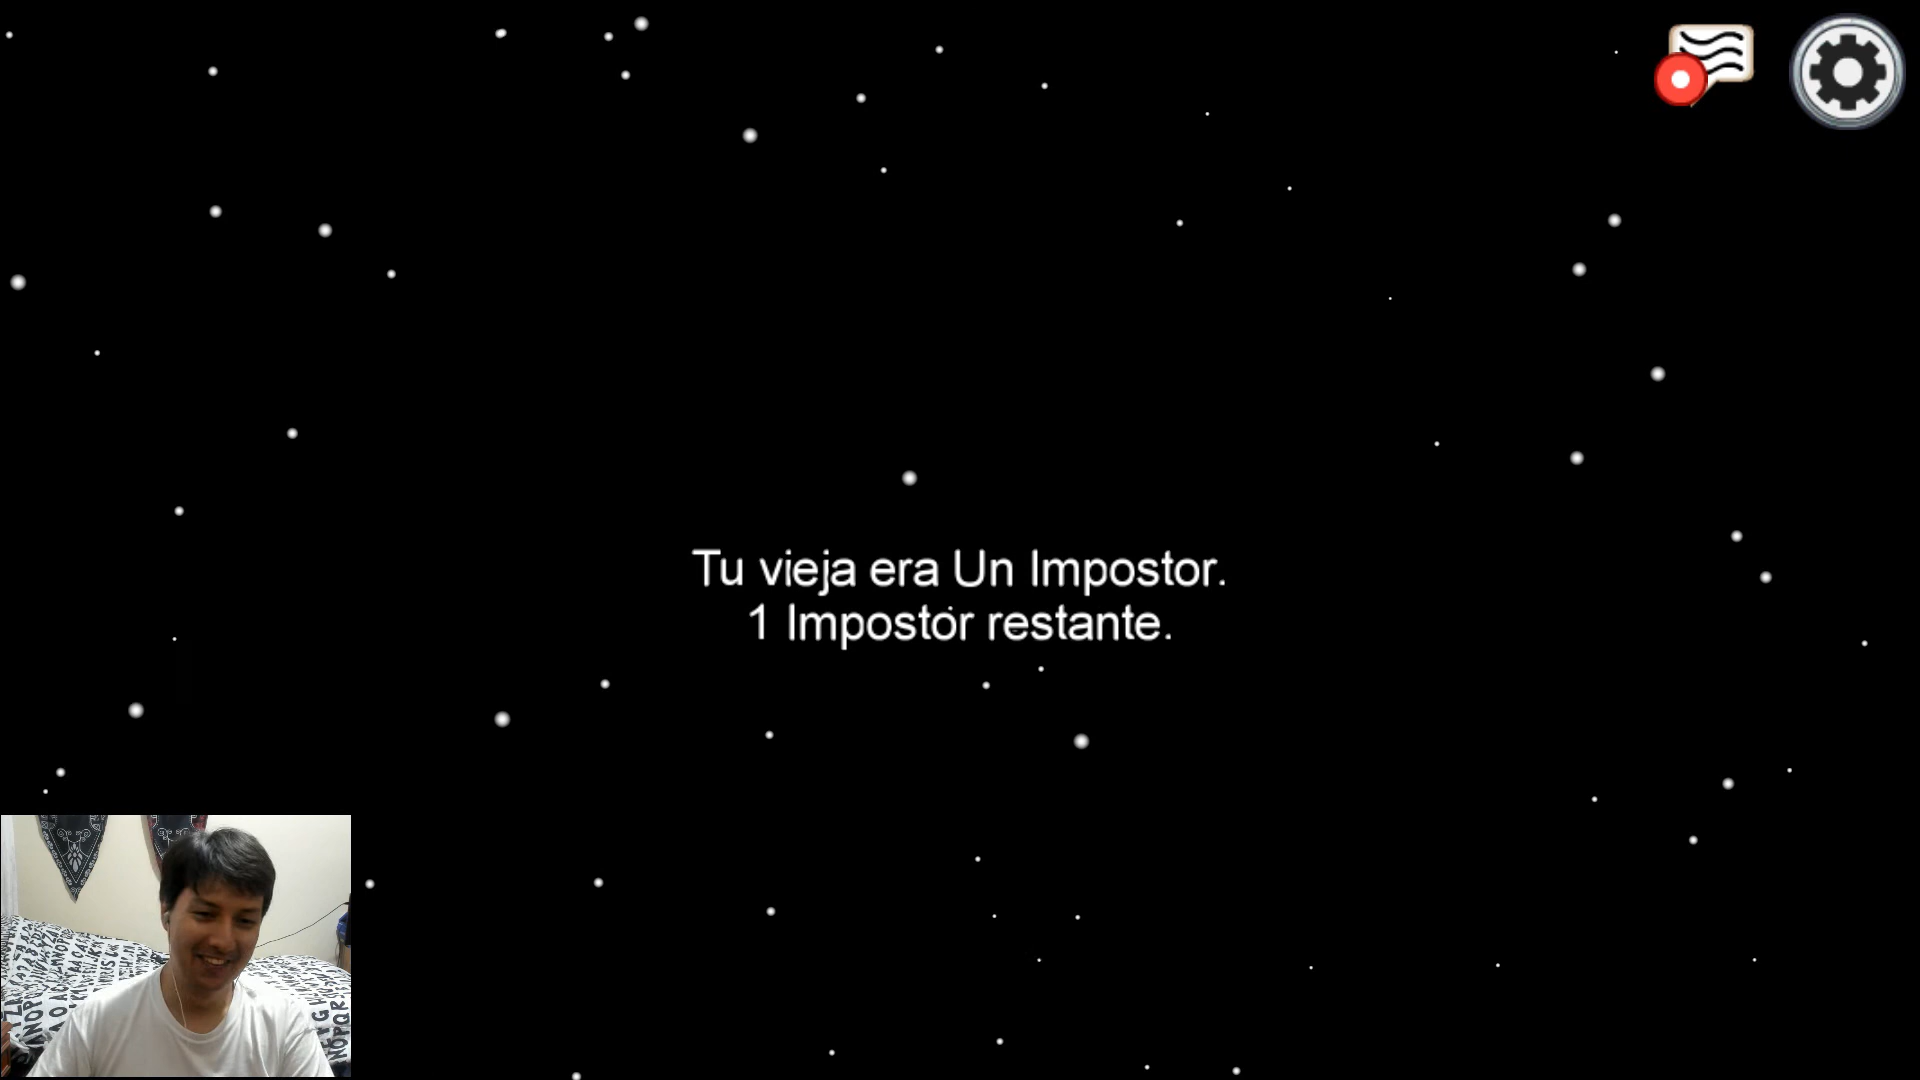 Tu vieja era Un Impostor.
1 Impostor restante.